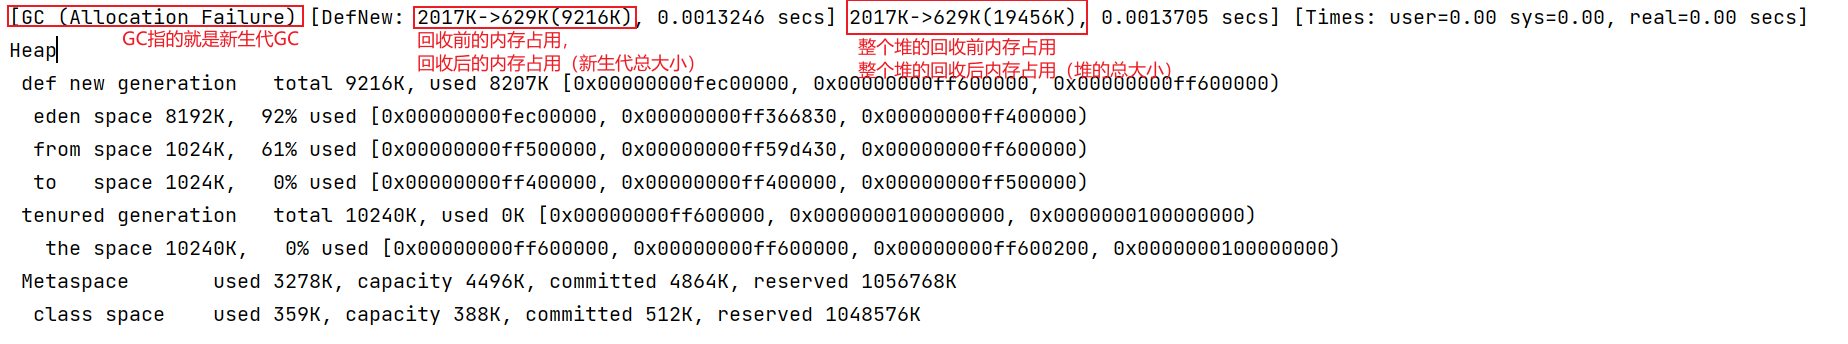 [GC (Allocation Failure) [DefNew: 2017K->629K(9216K), 0.0013246 secs] 2017K->629K(19456K), 0.0013705 secs] [Times: user=0.00 sys=0.00, real=0.00 secs]
GC指的就是新生代GC
回收前的内存占用,
回收后的内存占用（新生代总大小）
整个堆的回收前内存占用
整个堆的回收后内存占用（堆的总大小）
Heap
def new generation   total 9216K, used 8207K [0x00000000fec00000, 0x00000000ff600000, 0x00000000ff600000)
eden space 8192K,  92% used [0x00000000fec00000, 0x00000000ff366830, 0x00000000ff400000)
from space 1024K,  61% used [0x00000000ff500000, 0x00000000ff59d430, 0x00000000ff600000)
to   space 1024K,   0% used [0x00000000ff400000, 0x00000000ff400000, 0x00000000ff500000)
tenured generation   total 10240K, used 0K [0x00000000ff600000, 0x0000000100000000, 0x0000000100000000)
the space 10240K,   0% used [0x00000000ff600000, 0x00000000ff600000, 0x00000000ff600200, 0x0000000100000000)
Metaspace       used 3278K, capacity 4496K, committed 4864K, reserved 1056768K
class space    used 359K, capacity 388K, committed 512K, reserved 1048576K